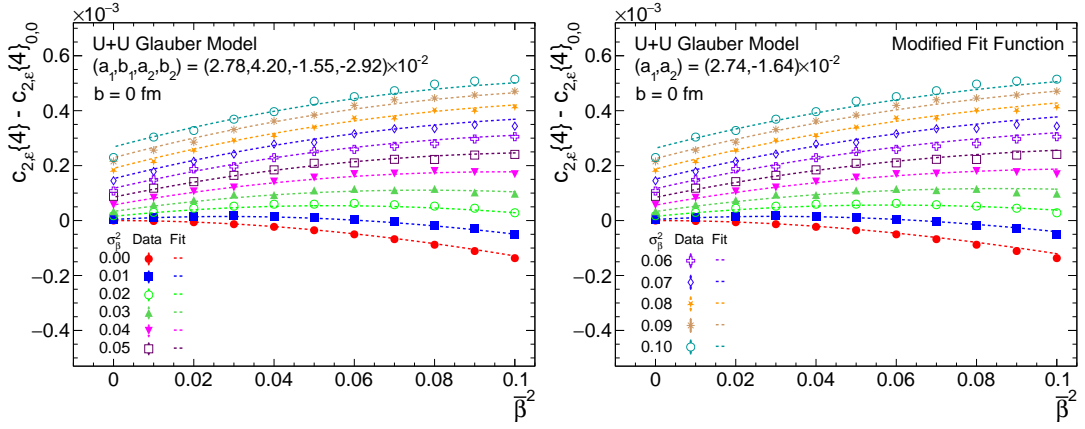 ×10⁻³
U+U Glauber Model
(a₁,b₁,a₂,b₂) = (2.78,4.20,-1.55,-2.92)×10⁻²
b = 0 fm
c₂,ε{4} - c₂,ε{4}₀,₀
0.6
0.4
0.2
0
−0.2
−0.4
σ²β Data Fit
0.00
0.01
0.02
0.03
0.04
0.05
0 0.02 0.04 0.06 0.08 0.1
β̅²
×10⁻³
U+U Glauber Model Modified Fit Function
(a₁,a₂) = (2.74,-1.64)×10⁻²
b = 0 fm
c₂,ε{4} - c₂,ε{4}₀,₀
0.6
0.4
0.2
0
−0.2
−0.4
σ²β Data Fit
0.06
0.07
0.08
0.09
0.10
0 0.02 0.04 0.06 0.08 0.1
β̅²